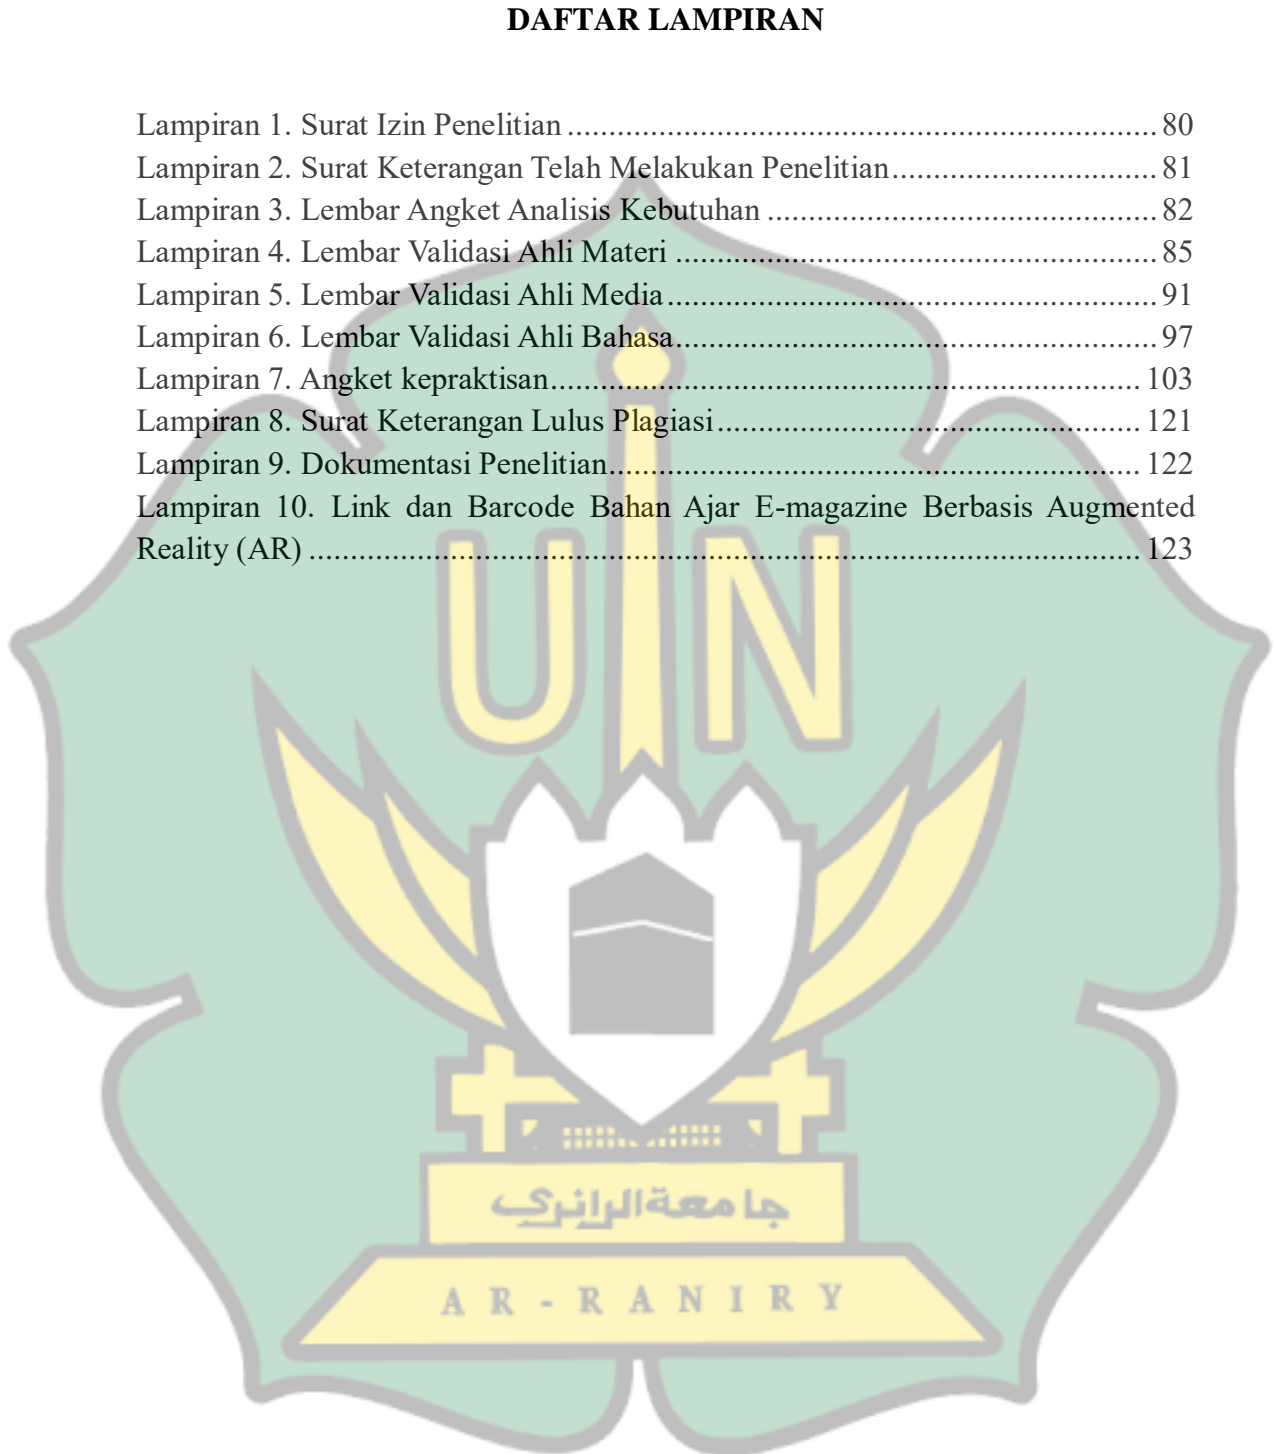 DAFTAR LAMPIRAN
Lampiran 1. Surat Izin Penelitian ....................................................................... 80
Lampiran 2. Surat Keterangan Telah Melakukan Penelitian................................ 81
Lampiran 3. Lembar Angket Analisis Kebutuhan ............................................... 82
Lampiran 4. Lembar Validasi Ahli Materi .......................................................... 85
Lampiran 5. Lembar Validasi Ahli Media........................................................... 91
Lampiran 6. Lembar Validasi Ahli Bahasa.......................................................... 97
Lampiran 7. Angket kepraktisan....................................................................... 103
Lampiran 8. Surat Keterangan Lulus Plagiasi................................................... 121
Lampiran 9. Dokumentasi Penelitian................................................................ 122
Lampiran 10. Link dan Barcode Bahan Ajar E-magazine Berbasis Augmented
Reality (AR) .................................................................................................... 123
UIN
جامعة الرانري
AR-RANIRY